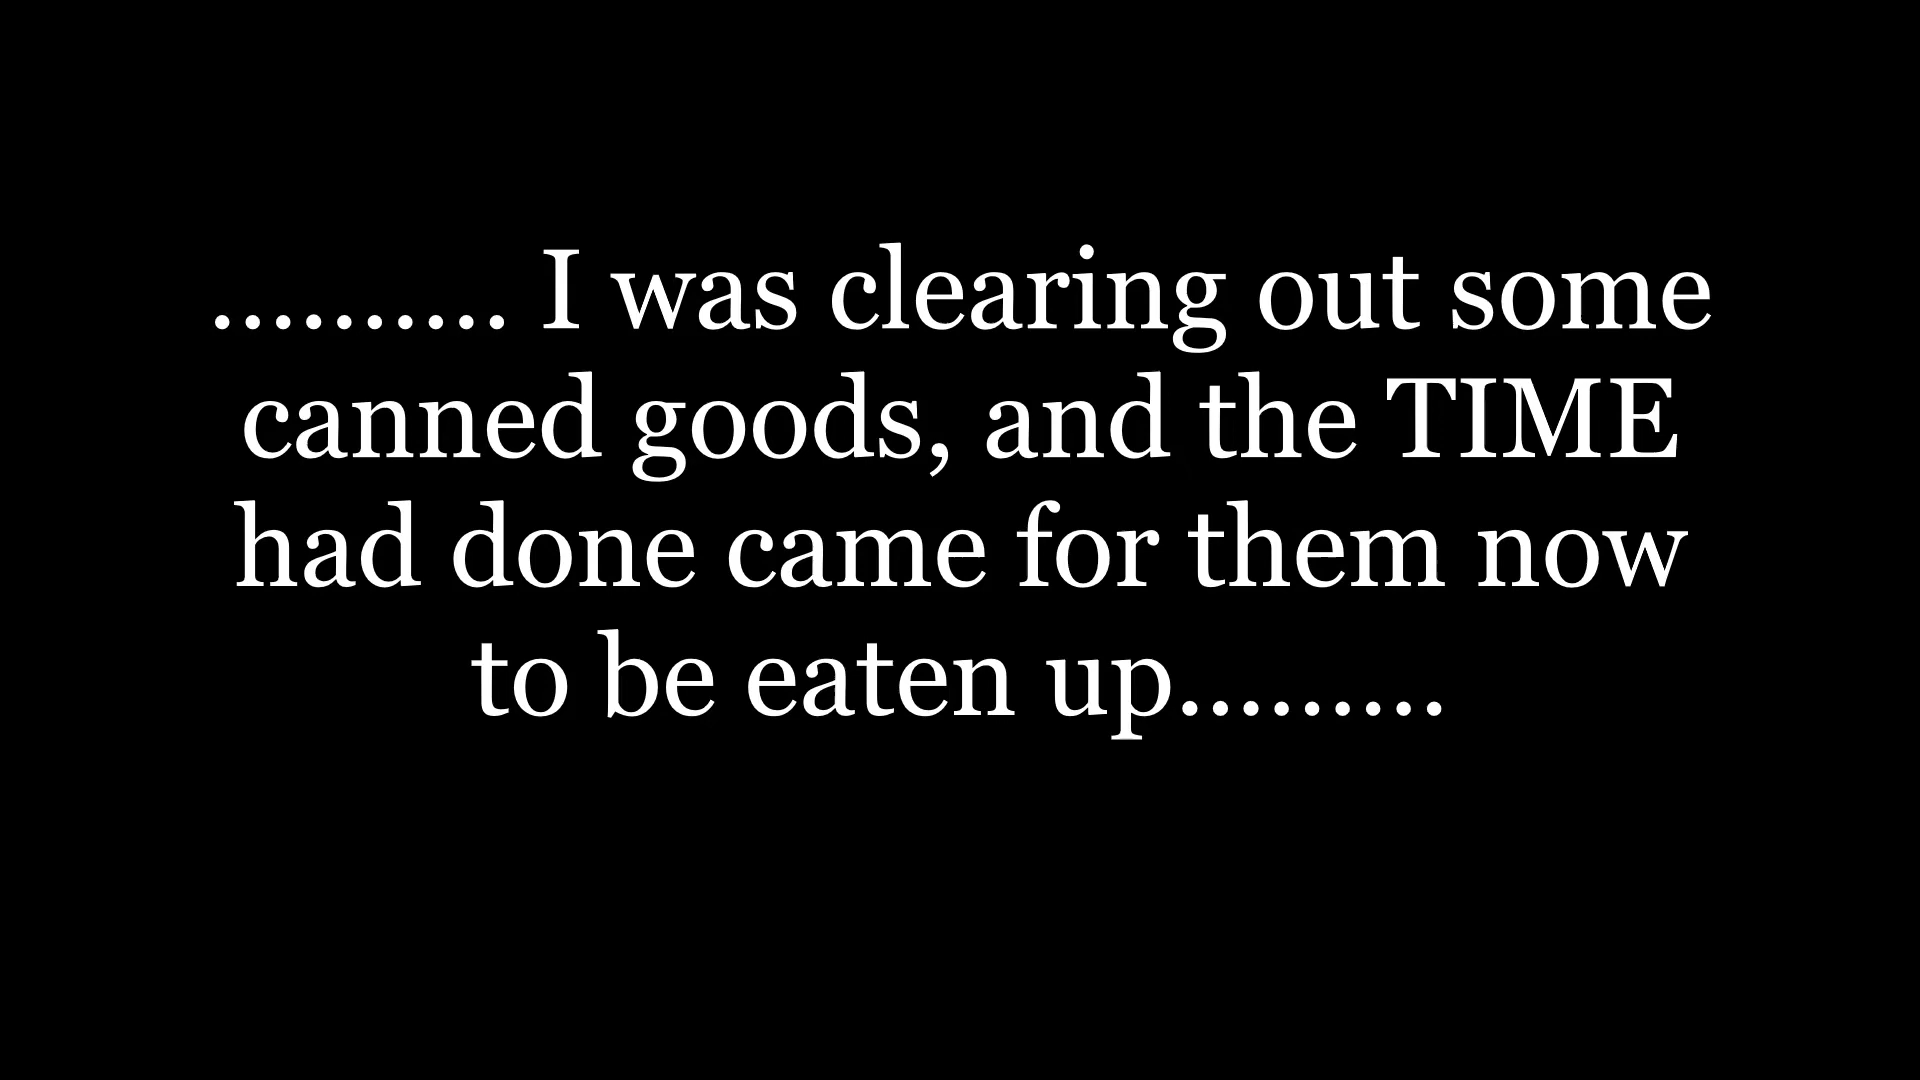 .......... I was clearing out some
canned goods, and the TIME
had done came for them now
to be eaten up.........